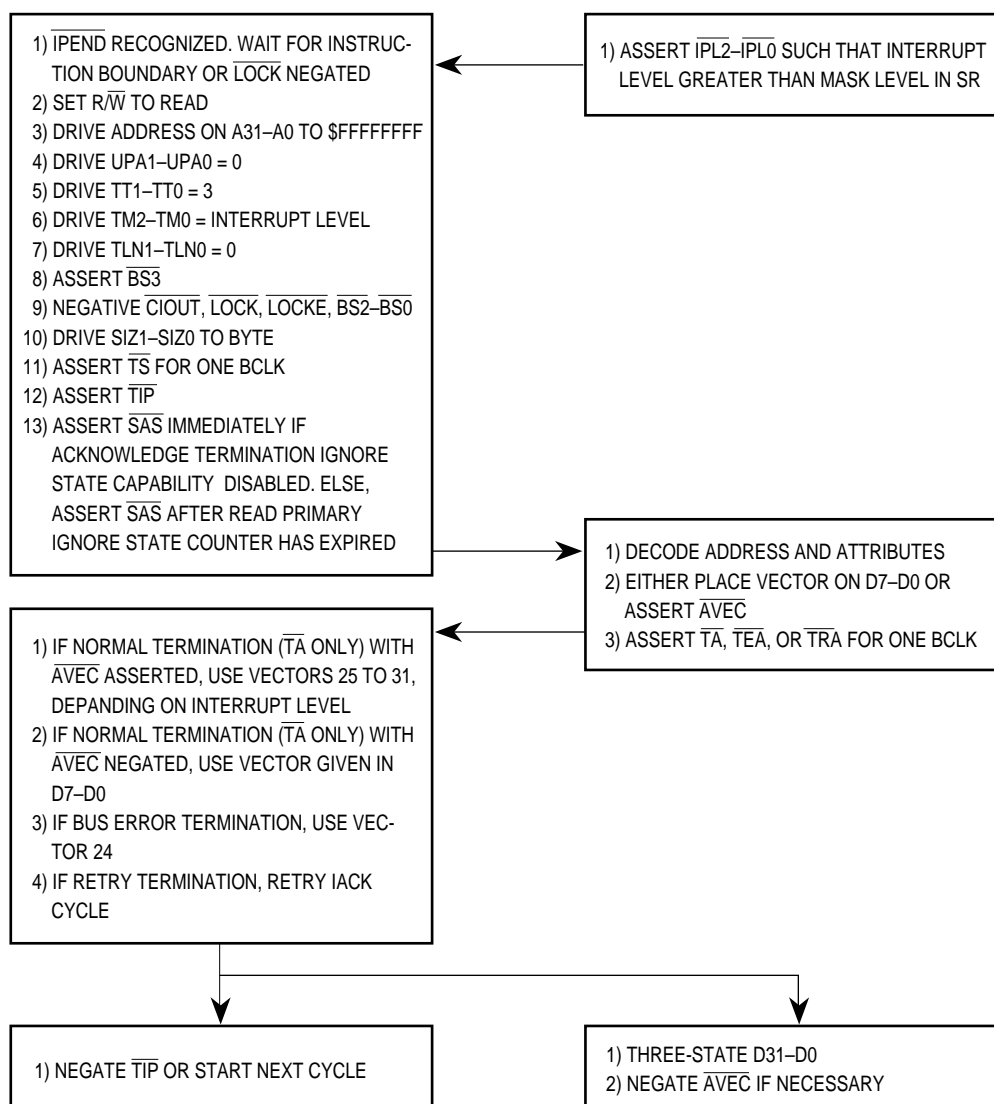 1) IPEND RECOGNIZED. WAIT FOR INSTRUC-
TION BOUNDARY OR LOCK NEGATED
2) SET R/W TO READ
3) DRIVE ADDRESS ON A31–A0 TO $FFFFFFFF
4) DRIVE UPA1–UPA0 = 0
5) DRIVE TT1–TT0 = 3
6) DRIVE TM2–TM0 = INTERRUPT LEVEL
7) DRIVE TLN1–TLN0 = 0
8) ASSERT BS3
9) NEGATIVE CIOUT, LOCK, LOCKE, BS2–BS0
10) DRIVE SIZ1–SIZ0 TO BYTE
11) ASSERT TS FOR ONE BCLK
12) ASSERT TIP
13) ASSERT SAS IMMEDIATELY IF
ACKNOWLEDGE TERMINATION IGNORE
STATE CAPABILITY DISABLED. ELSE,
ASSERT SAS AFTER READ PRIMARY
IGNORE STATE COUNTER HAS EXPIRED
1) ASSERT IPL2–IPL0 SUCH THAT INTERRUPT
LEVEL GREATER THAN MASK LEVEL IN SR
1) DECODE ADDRESS AND ATTRIBUTES
2) EITHER PLACE VECTOR ON D7–D0 OR
ASSERT AVEC
3) ASSERT TA, TEA, OR TRA FOR ONE BCLK
1) IF NORMAL TERMINATION (TA ONLY) WITH
AVEC ASSERTED, USE VECTORS 25 TO 31,
DEPANDING ON INTERRUPT LEVEL
2) IF NORMAL TERMINATION (TA ONLY) WITH
AVEC NEGATED, USE VECTOR GIVEN IN
D7–D0
3) IF BUS ERROR TERMINATION, USE VEC-
TOR 24
4) IF RETRY TERMINATION, RETRY IACK
CYCLE
1) NEGATE TIP OR START NEXT CYCLE
1) THREE-STATE D31–D0
2) NEGATE AVEC IF NECESSARY